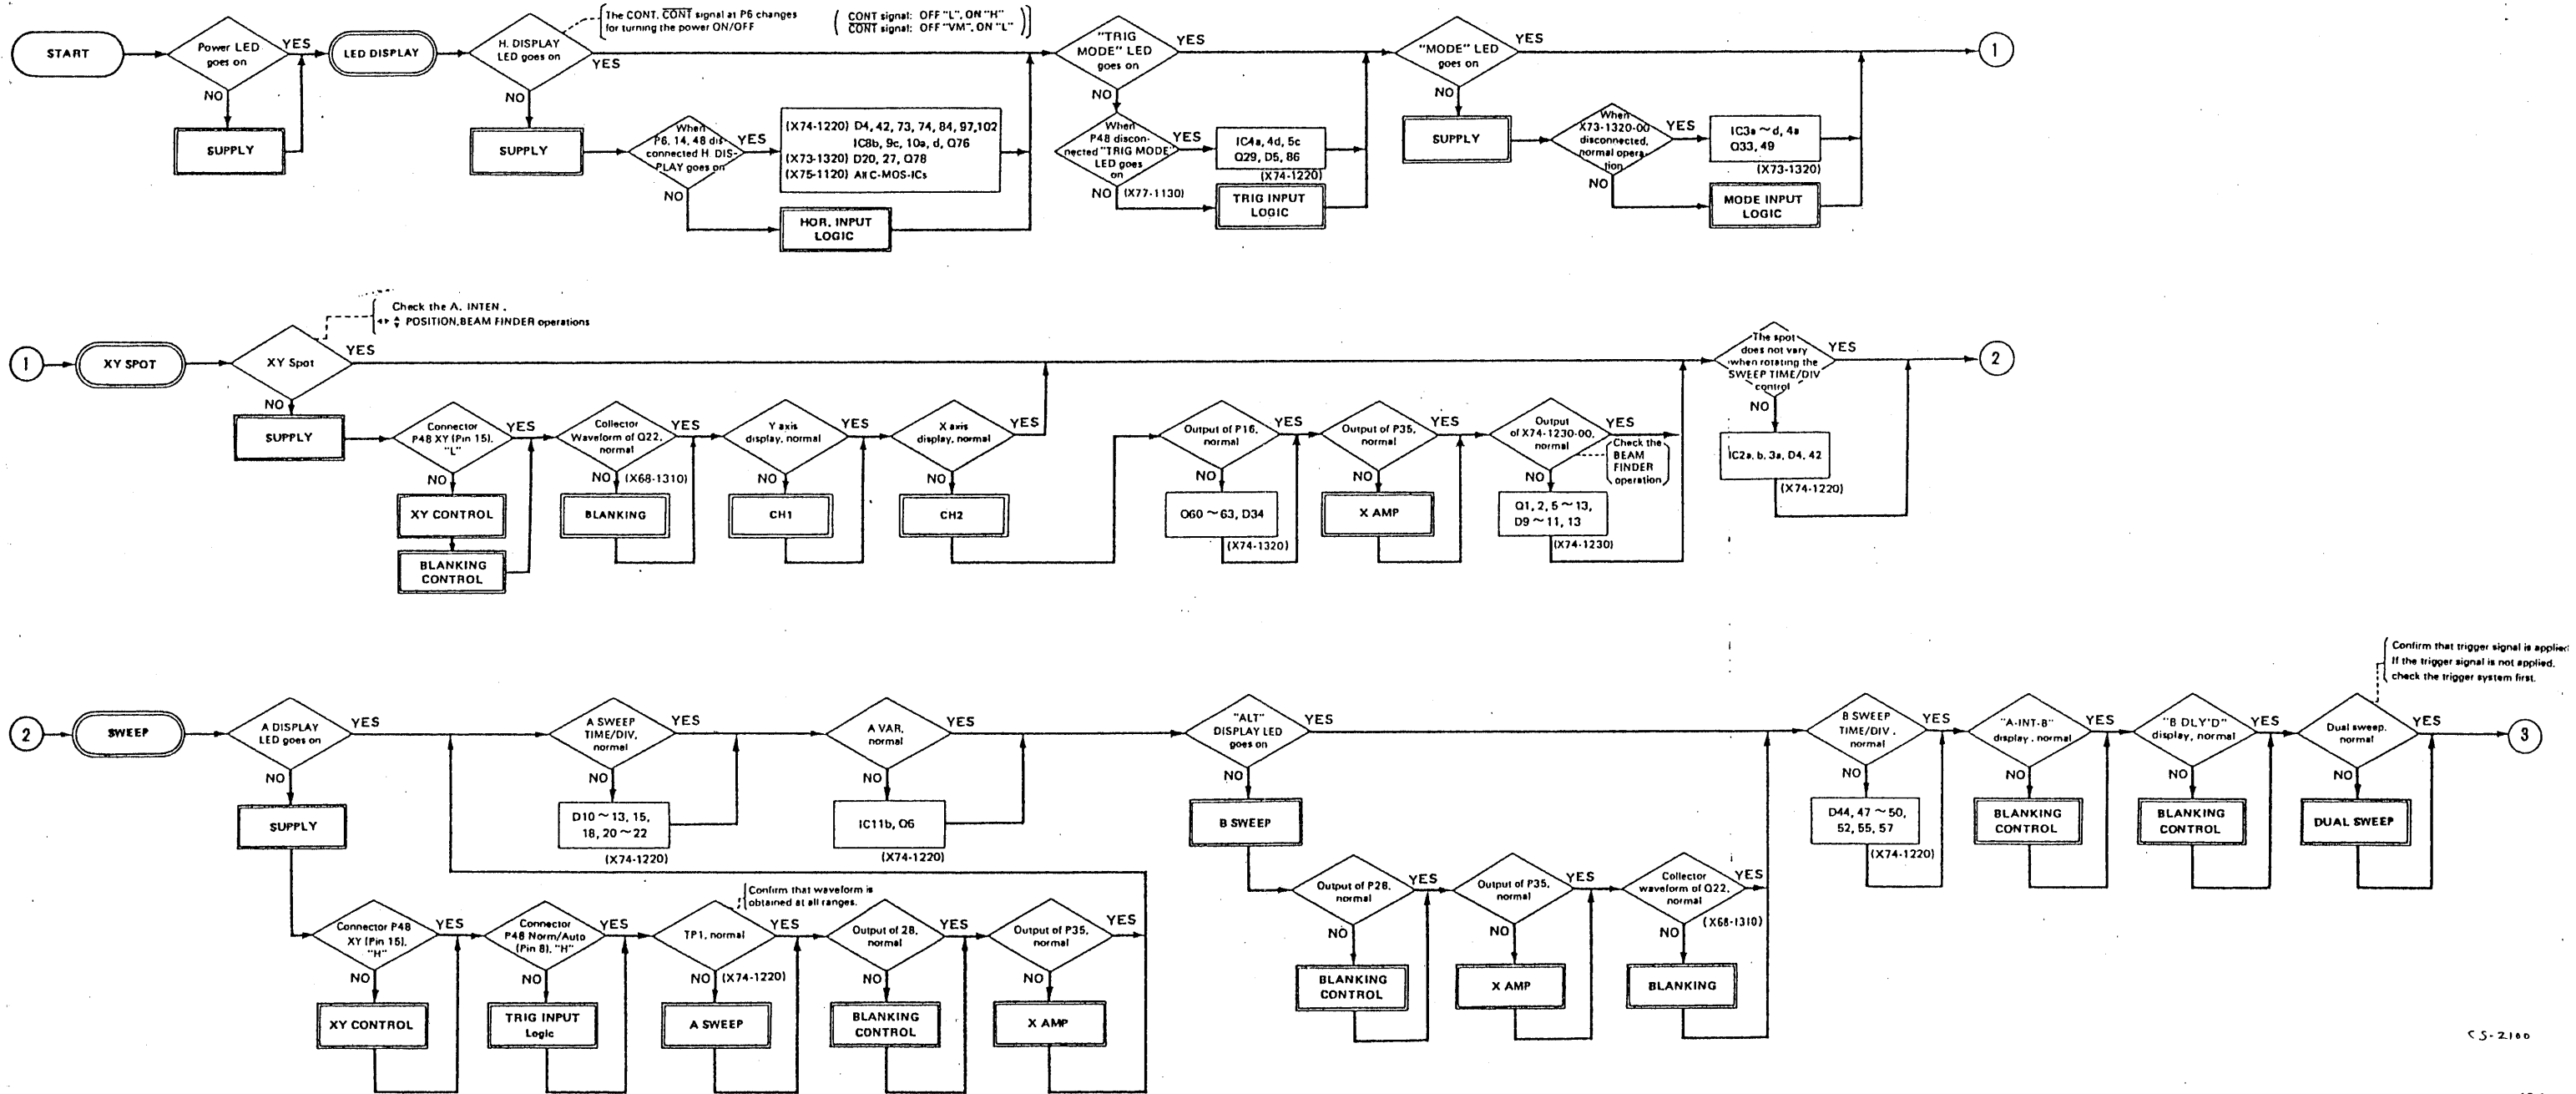 The CONT, CONT signal at P6 changes
for turning the power ON/OFF
CONT signal: OFF "L", ON "H"
CONT signal: OFF "VM", ON "L"
START
Power LED
goes on
YES
NO
SUPPLY
LED DISPLAY
H. DISPLAY
LED goes on
YES
NO
SUPPLY
When
P6, 14, 48 dis-
connected H. DIS-
PLAY goes on
YES
NO
(X74-1220) D4, 42, 73, 74, 84, 97, 102
IC8b, 9c, 10a, d, Q76
(X73-1320) D20, 27, Q78
(X75-1120) All C-MOS-ICs
HOR. INPUT
LOGIC
"TRIG
MODE" LED
goes on
YES
NO
When
P48 discon-
nected "TRIG MODE"
LED goes
on
YES
NO
(X77-1130)
IC4a, 4d, 5c
Q29, D5, 86
(X74-1220)
TRIG INPUT
LOGIC
"MODE" LED
goes on
YES
NO
SUPPLY
When
X73-1320-00
disconnected,
normal opera-
tion
YES
NO
IC3a ~ d, 4a
Q33, 49
(X73-1320)
MODE INPUT
LOGIC
1
Check the A. INTEN,
◄► ▲▼ POSITION, BEAM FINDER operations
1
XY SPOT
XY Spot
YES
NO
SUPPLY
Connector
P48 XY (Pin 15),
"L"
YES
NO
XY CONTROL
BLANKING
CONTROL
Collector
Waveform of Q22,
normal
YES
NO
(X68-1310)
BLANKING
Y axis
display, normal
YES
NO
CH1
X axis
display, normal
YES
NO
CH2
Output of P16,
normal
YES
NO
Q60 ~ 63, D34
(X74-1320)
Output of P35,
normal
YES
NO
X AMP
Output
of X74-1230-00,
normal
YES
Check the
BEAM
FINDER
operation
NO
Q1, 2, 5 ~ 13,
D9 ~ 11, 13
(X74-1230)
The spot
does not vary
when rotating the
SWEEP TIME/DIV
control
YES
NO
IC2a, b, 3a, D4, 42
(X74-1220)
2
Confirm that trigger signal is applied
If the trigger signal is not applied,
check the trigger system first.
2
SWEEP
A DISPLAY
LED goes on
YES
NO
SUPPLY
A SWEEP
TIME/DIV,
normal
YES
NO
D10 ~ 13, 15,
18, 20 ~ 22
(X74-1220)
A VAR,
normal
YES
NO
IC11b, Q6
(X74-1220)
"ALT"
DISPLAY LED
goes on
YES
NO
B SWEEP
B SWEEP
TIME/DIV,
normal
YES
NO
D44, 47 ~ 50,
52, 55, 57
(X74-1220)
"A-INT-B"
display, normal
YES
NO
BLANKING
CONTROL
"B DLY'D"
display, normal
YES
NO
BLANKING
CONTROL
Dual sweep,
normal
YES
NO
DUAL SWEEP
3
Connector P48
XY (Pin 15),
"H"
YES
NO
XY CONTROL
Connector
P48 Norm/Auto
(Pin 8), "H"
YES
NO
TRIG INPUT
Logic
Confirm that waveform is
obtained at all ranges.
TP1, normal
YES
NO
(X74-1220)
A SWEEP
Output of 28,
normal
YES
NO
BLANKING
CONTROL
Output of P35,
normal
YES
NO
X AMP
Output of P28,
normal
YES
NO
BLANKING
CONTROL
Output of P35,
normal
YES
NO
X AMP
Collector
waveform of Q22,
normal
YES
NO
(X68-1310)
BLANKING
CS-2100